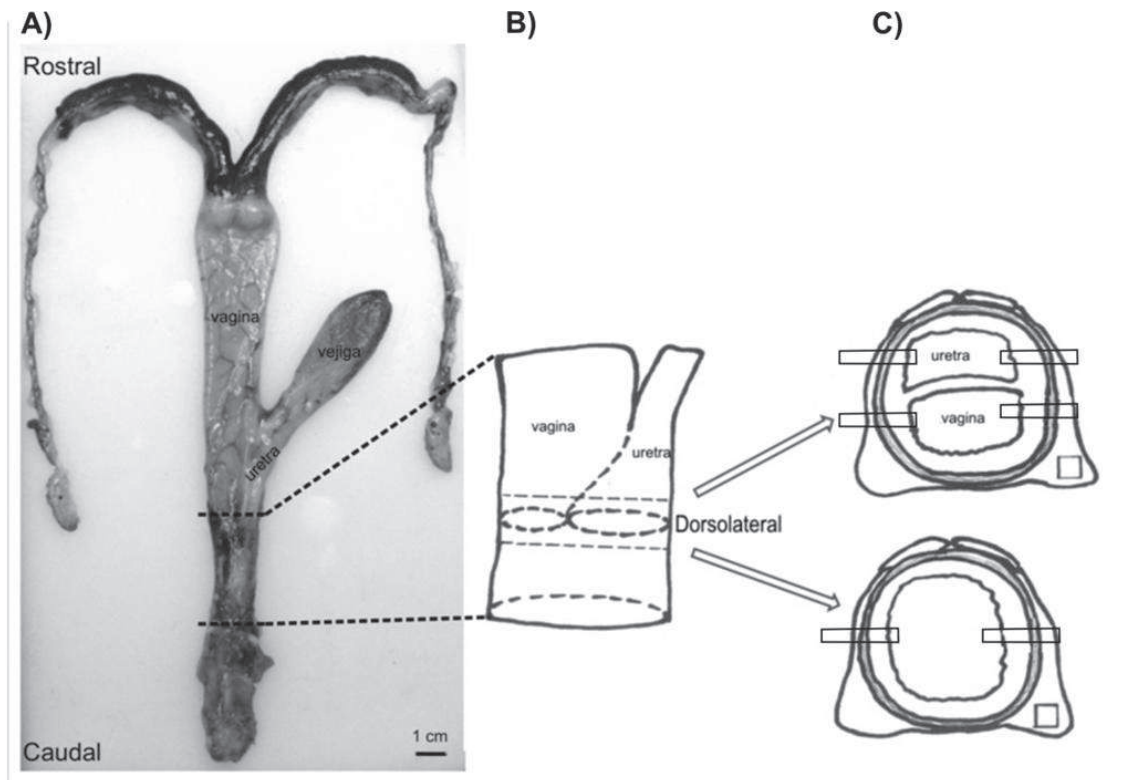 A)
B)
C)
Rostral
vagina
vejiga
uretra
Caudal
1 cm
vagina
uretra
Dorsolateral
uretra
vagina